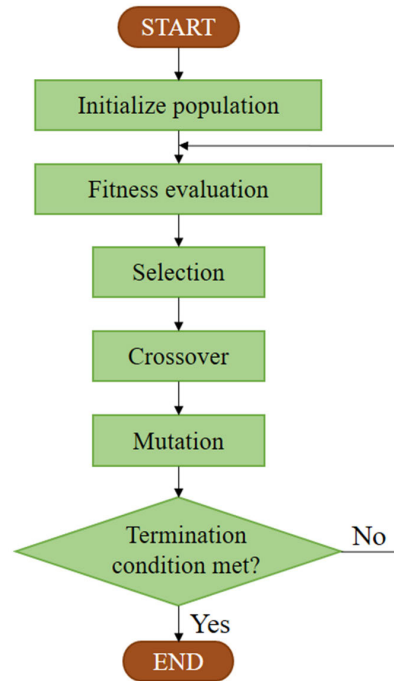 START
Initialize population
Fitness evaluation
Selection
Crossover
Mutation
Termination
condition met?
No
Yes
END